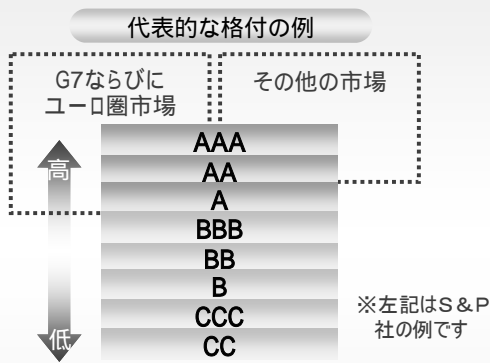 代表的な格付の例
G7ならびに
ユーロ圏市場
その他の市場
高
AAA
AA
A
BBB
BB
B
CCC
CC
低
※左記はS＆P
社の例です